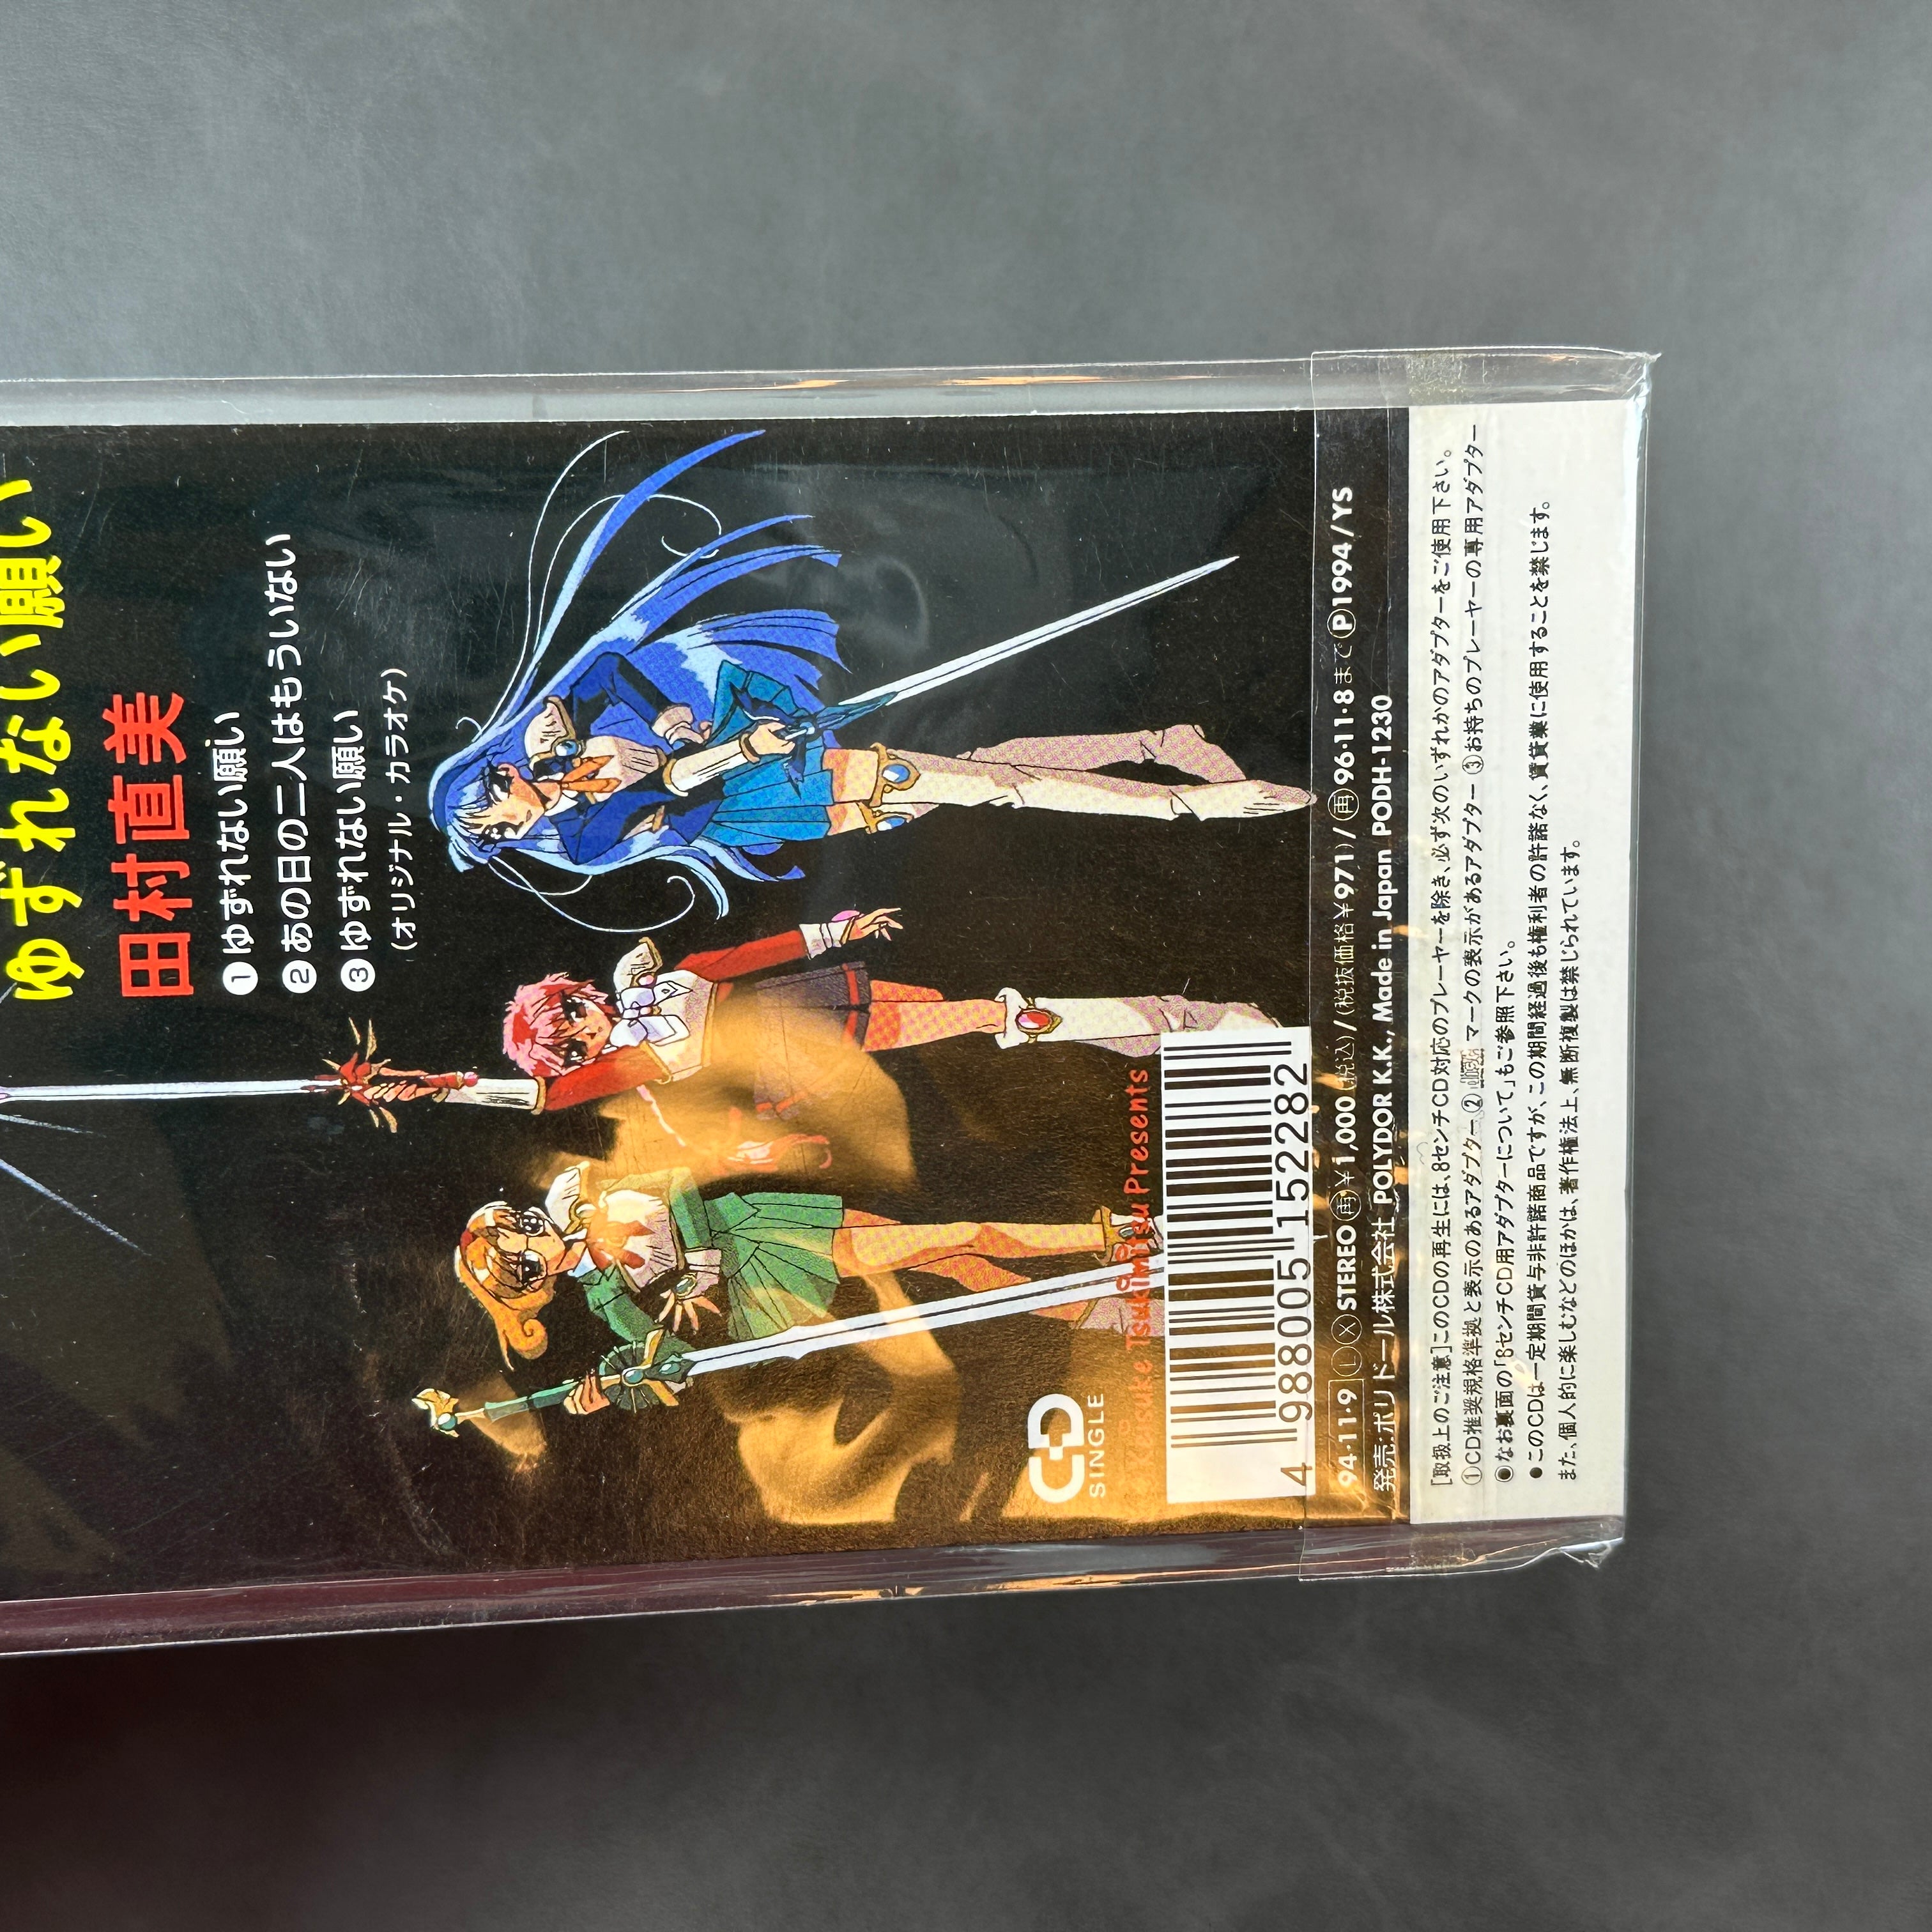 ゆずれない願い
田村直美
❶ゆずれない願い
❷あの日の二人はもういない
❸ゆずれない願い
(オリジナル・カラオケ)
CD
SINGLE
Keisuke Tsukimitsu Presents
4 988005 152282
94・11・9 Ⓛ Ⓧ STEREO ㊢¥1,000(税込)/(税抜価格¥971)/㊢96・11・8まで Ⓟ1994/YS
発売:ポリドール株式会社 POLYDOR K.K., Made in Japan PODH-1230
[取扱上のご注意]このCDの再生には、8センチCD対応のプレーヤーを除き、必ず次のいずれかのアダプターをご使用下さい。
①CD推奨規格準拠と表示のあるアダプター ② マークの表示があるアダプター ③お持ちのプレーヤーの専用アダプター
●なお裏面の「8センチCD用アダプターについて」もご参照下さい。
●このCDは一定期間貸与非許諾商品ですが、この期間経過後も権利者の許諾なく、賃貸業に使用することを禁じます。
また、個人的に楽しむなどのほかは、著作権法上、無断複製は禁じられています。